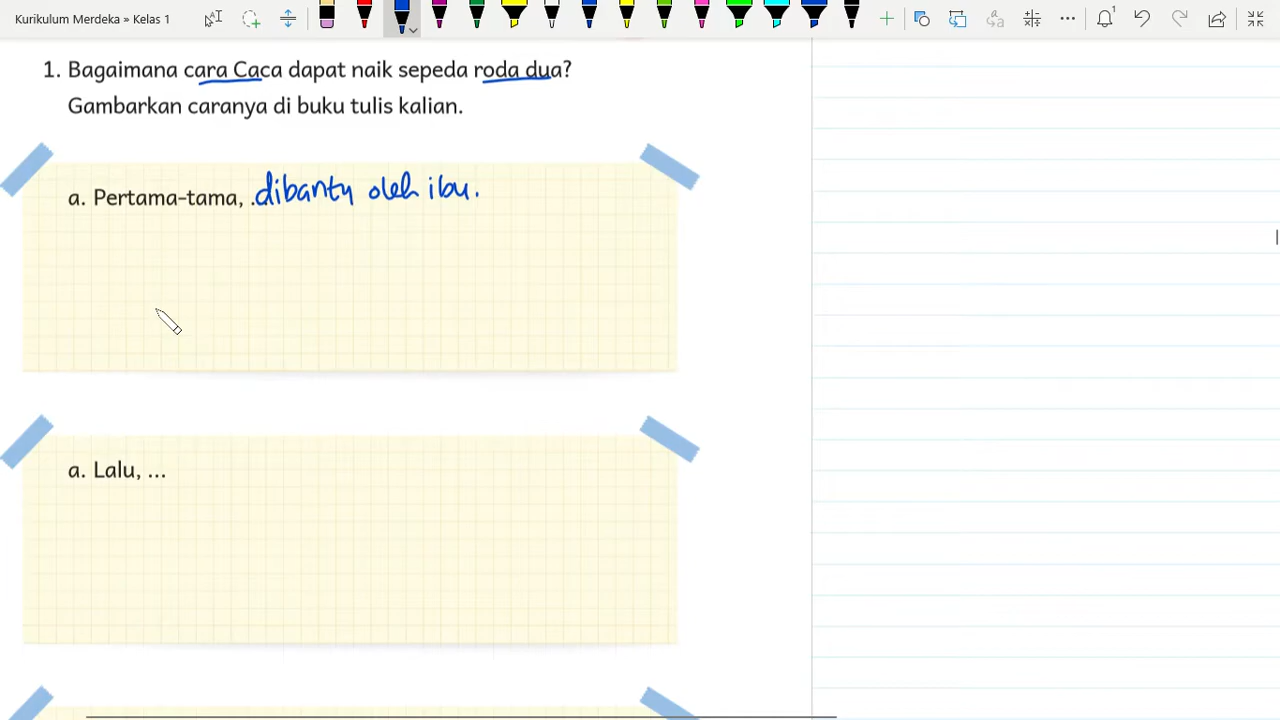 Kurikulum Merdeka » Kelas 1
1
1. Bagaimana cara Caca dapat naik sepeda roda dua?
Gambarkan caranya di buku tulis kalian.
a. Pertama-tama, .dibantu oleh ibu.
a. Lalu, ...